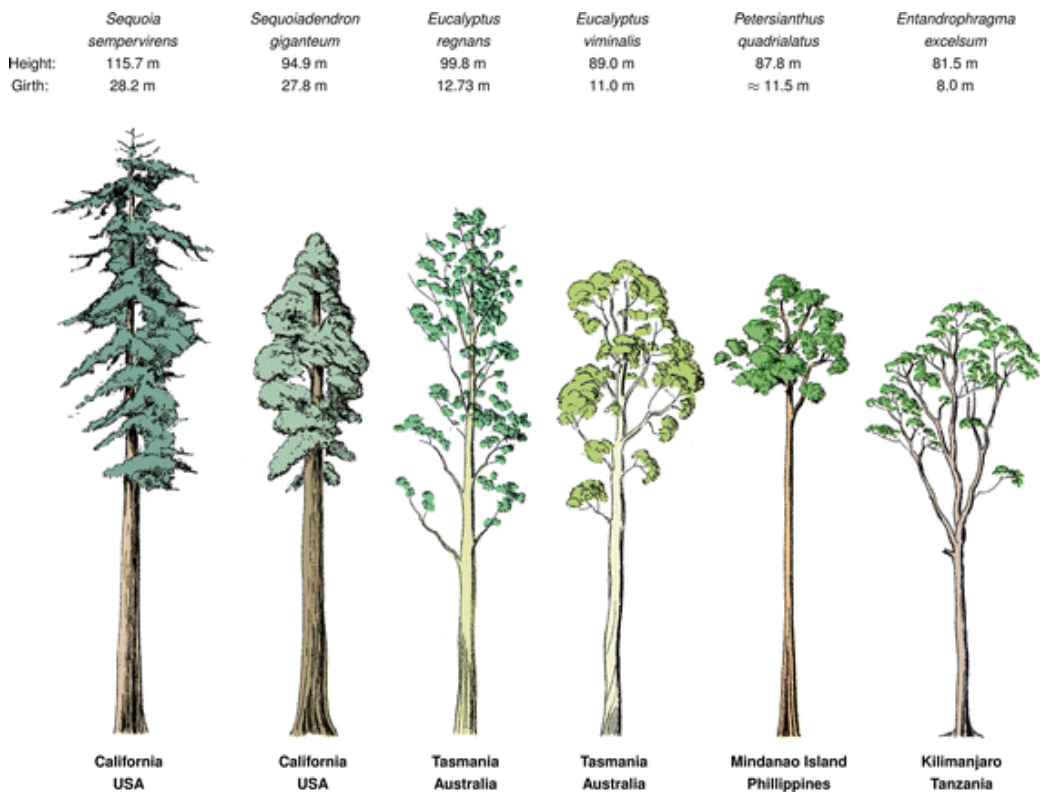 Sequoia Sequoiadendron Eucalyptus Eucalyptus Petersianthus Entandrophragma
sempervirens giganteum regnans viminalis quadrialatus excelsum
Height: 115.7 m 94.9 m 99.8 m 89.0 m 87.8 m 81.5 m
Girth: 28.2 m 27.8 m 12.73 m 11.0 m ≈ 11.5 m 8.0 m
California California Tasmania Tasmania Mindanao Island Kilimanjaro
USA USA Australia Australia Phillippines Tanzania